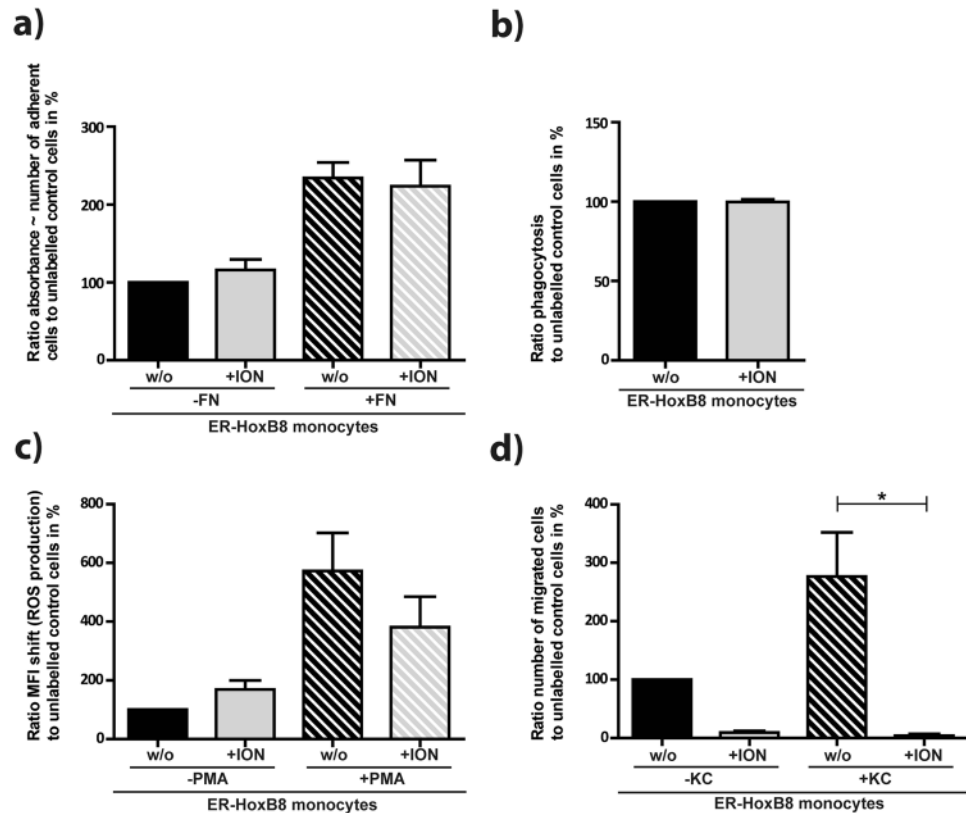 a)
Ratio absorbance ~ number of adherent
cells to unlabelled control cells in %
300
200
100
0
w/o +ION w/o +ION
-FN +FN
ER-HoxB8 monocytes
b)
Ratio phagocytosis
to unlabelled control cells in %
150
100
50
0
w/o +ION
ER-HoxB8 monocytes
c)
Ratio MFI shift (ROS production)
to unlabelled control cells in %
800
600
400
200
0
w/o +ION w/o +ION
-PMA +PMA
ER-HoxB8 monocytes
d)
Ratio number of migrated cells
to unlabelled control cells in %
400
300
200
100
0
*
w/o +ION w/o +ION
-KC +KC
ER-HoxB8 monocytes